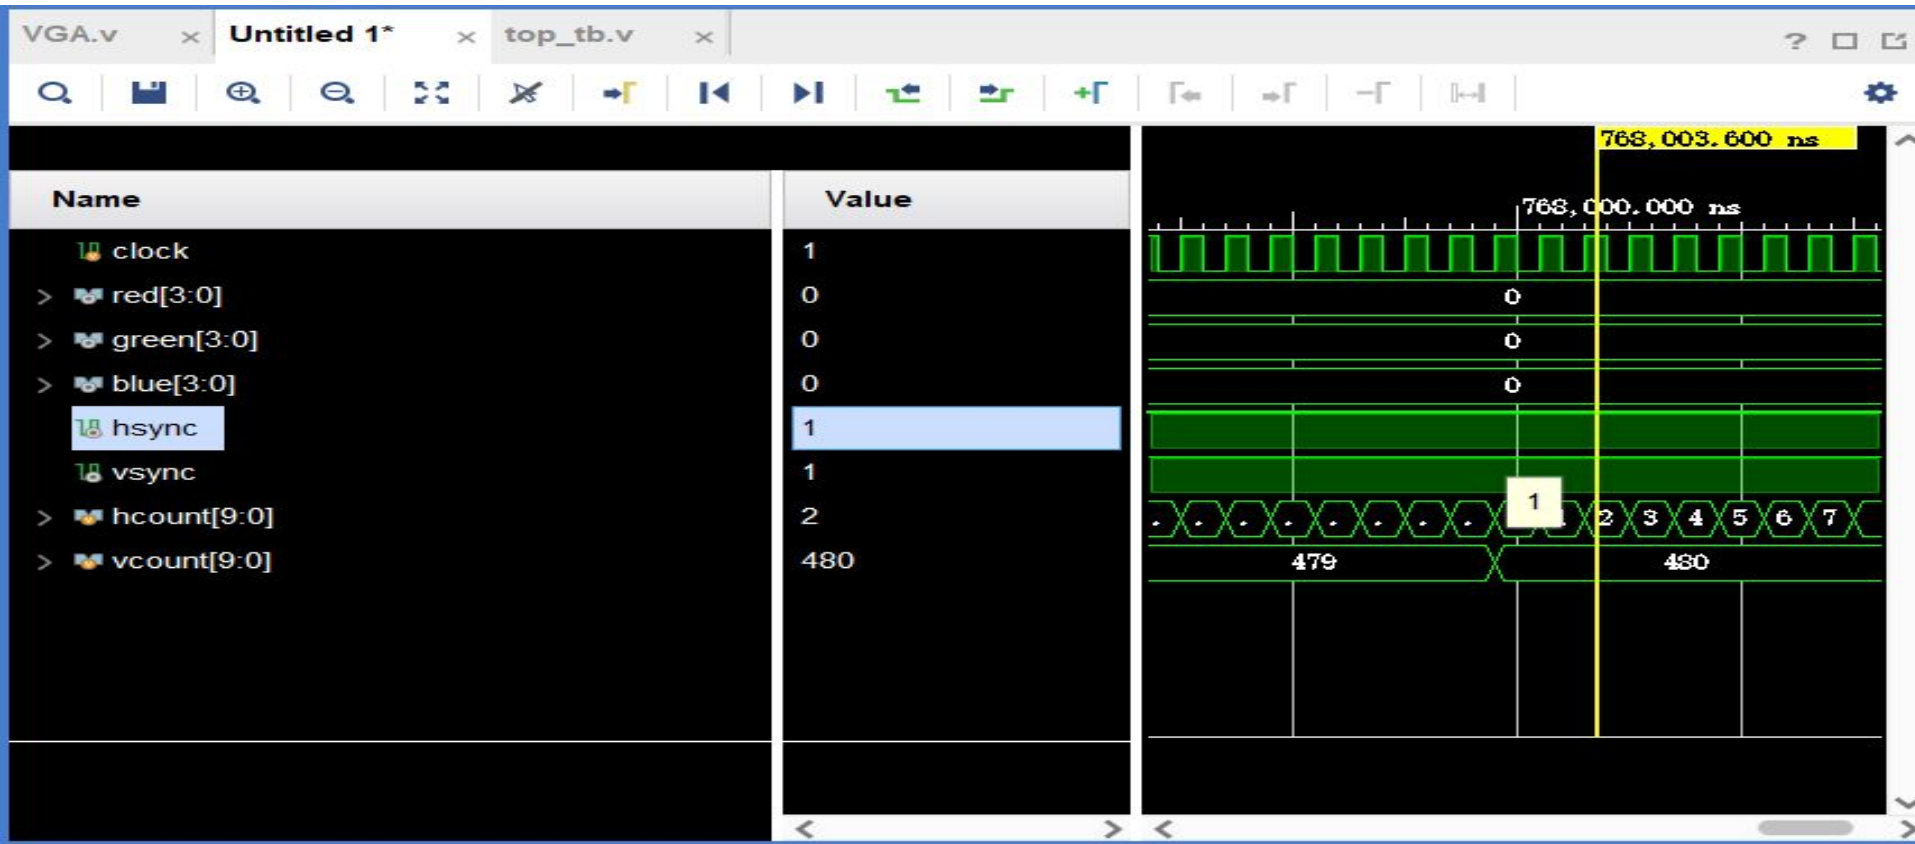 VGA.v × Untitled 1* × top_tb.v ×
?
768,003.600 ns
Name Value
768,000.000 ns
clock 1
> red[3:0] 0 0
> green[3:0] 0 0
> blue[3:0] 0 0
hsync 1
vsync 1
1
> hcount[9:0] 2 2 3 4 5 6 7
> vcount[9:0] 480 479 480